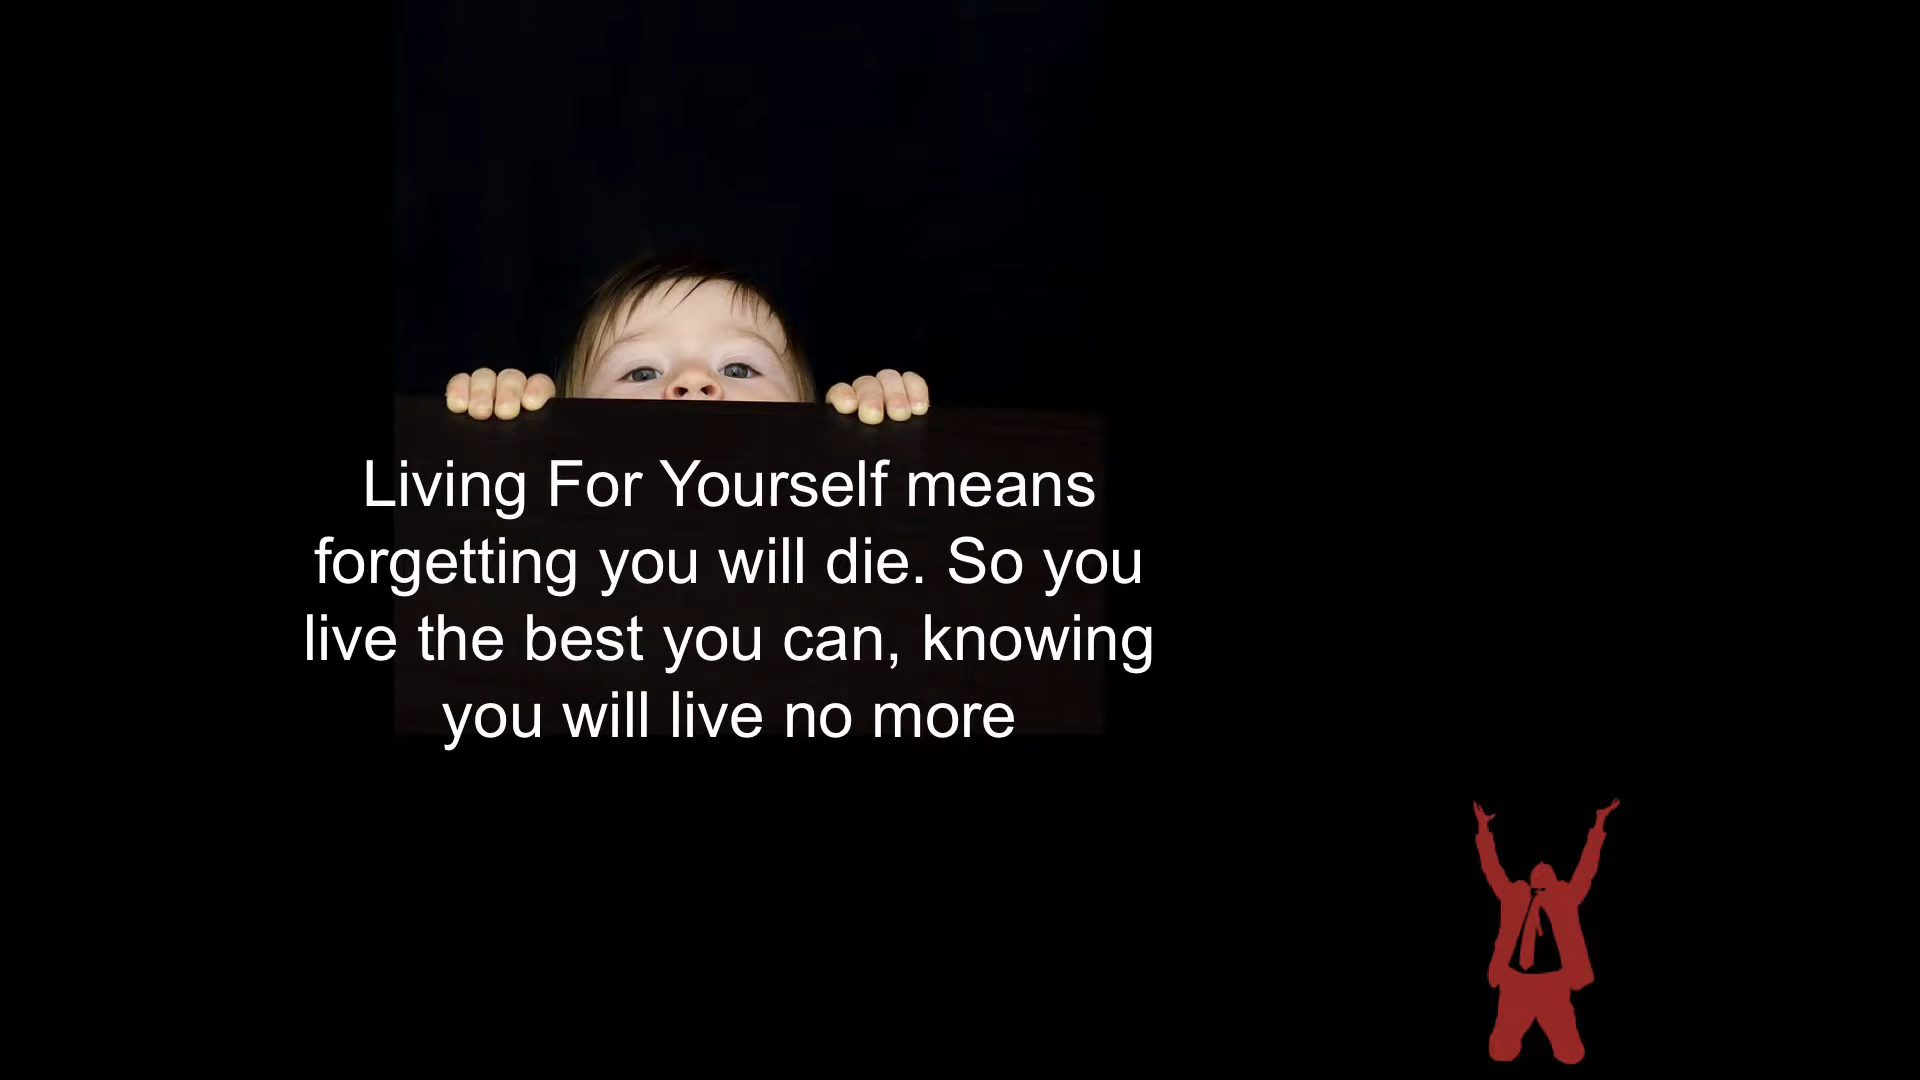 Living For Yourself means
forgetting you will die. So you
live the best you can, knowing
you will live no more